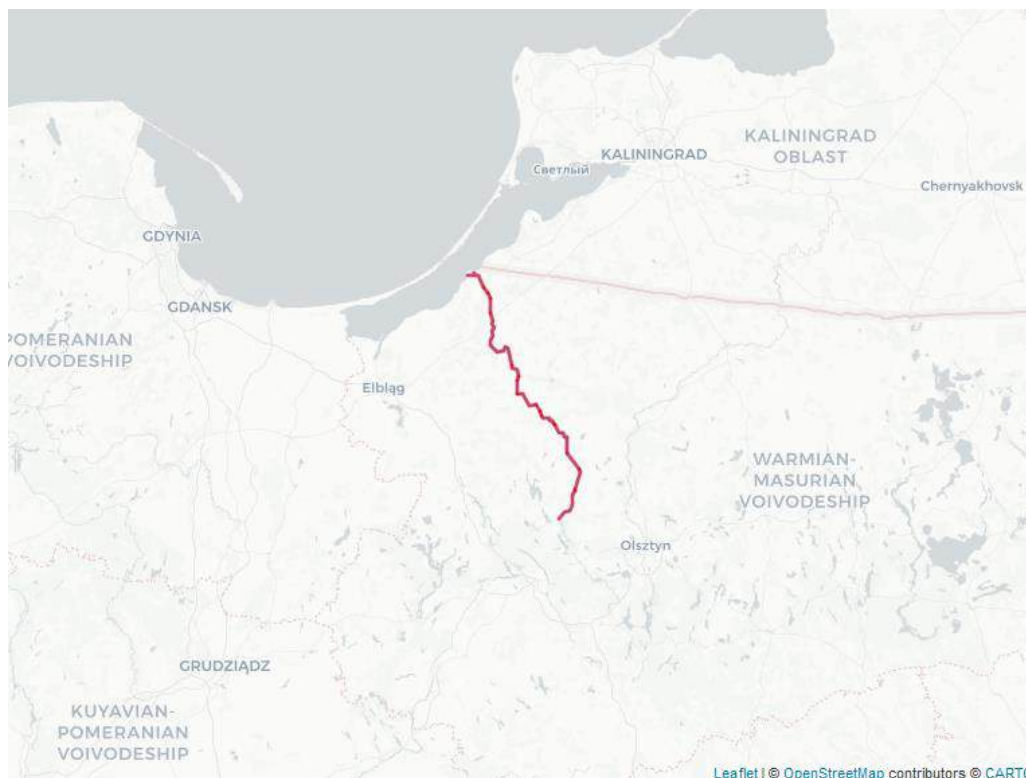 KALININGRAD
OBLAST
KALININGRAD
Светлый
Chernyakhovsk
GDYNIA
GDANSK
POMERANIAN
VOIVODESHIP
Elbląg
WARMIAN-
MASURIAN
VOIVODESHIP
Olsztyn
GRUDZIĄDZ
KUYAVIAN-
POMERANIAN
VOIVODESHIP
Leaflet | © OpenStreetMap contributors © CARTO